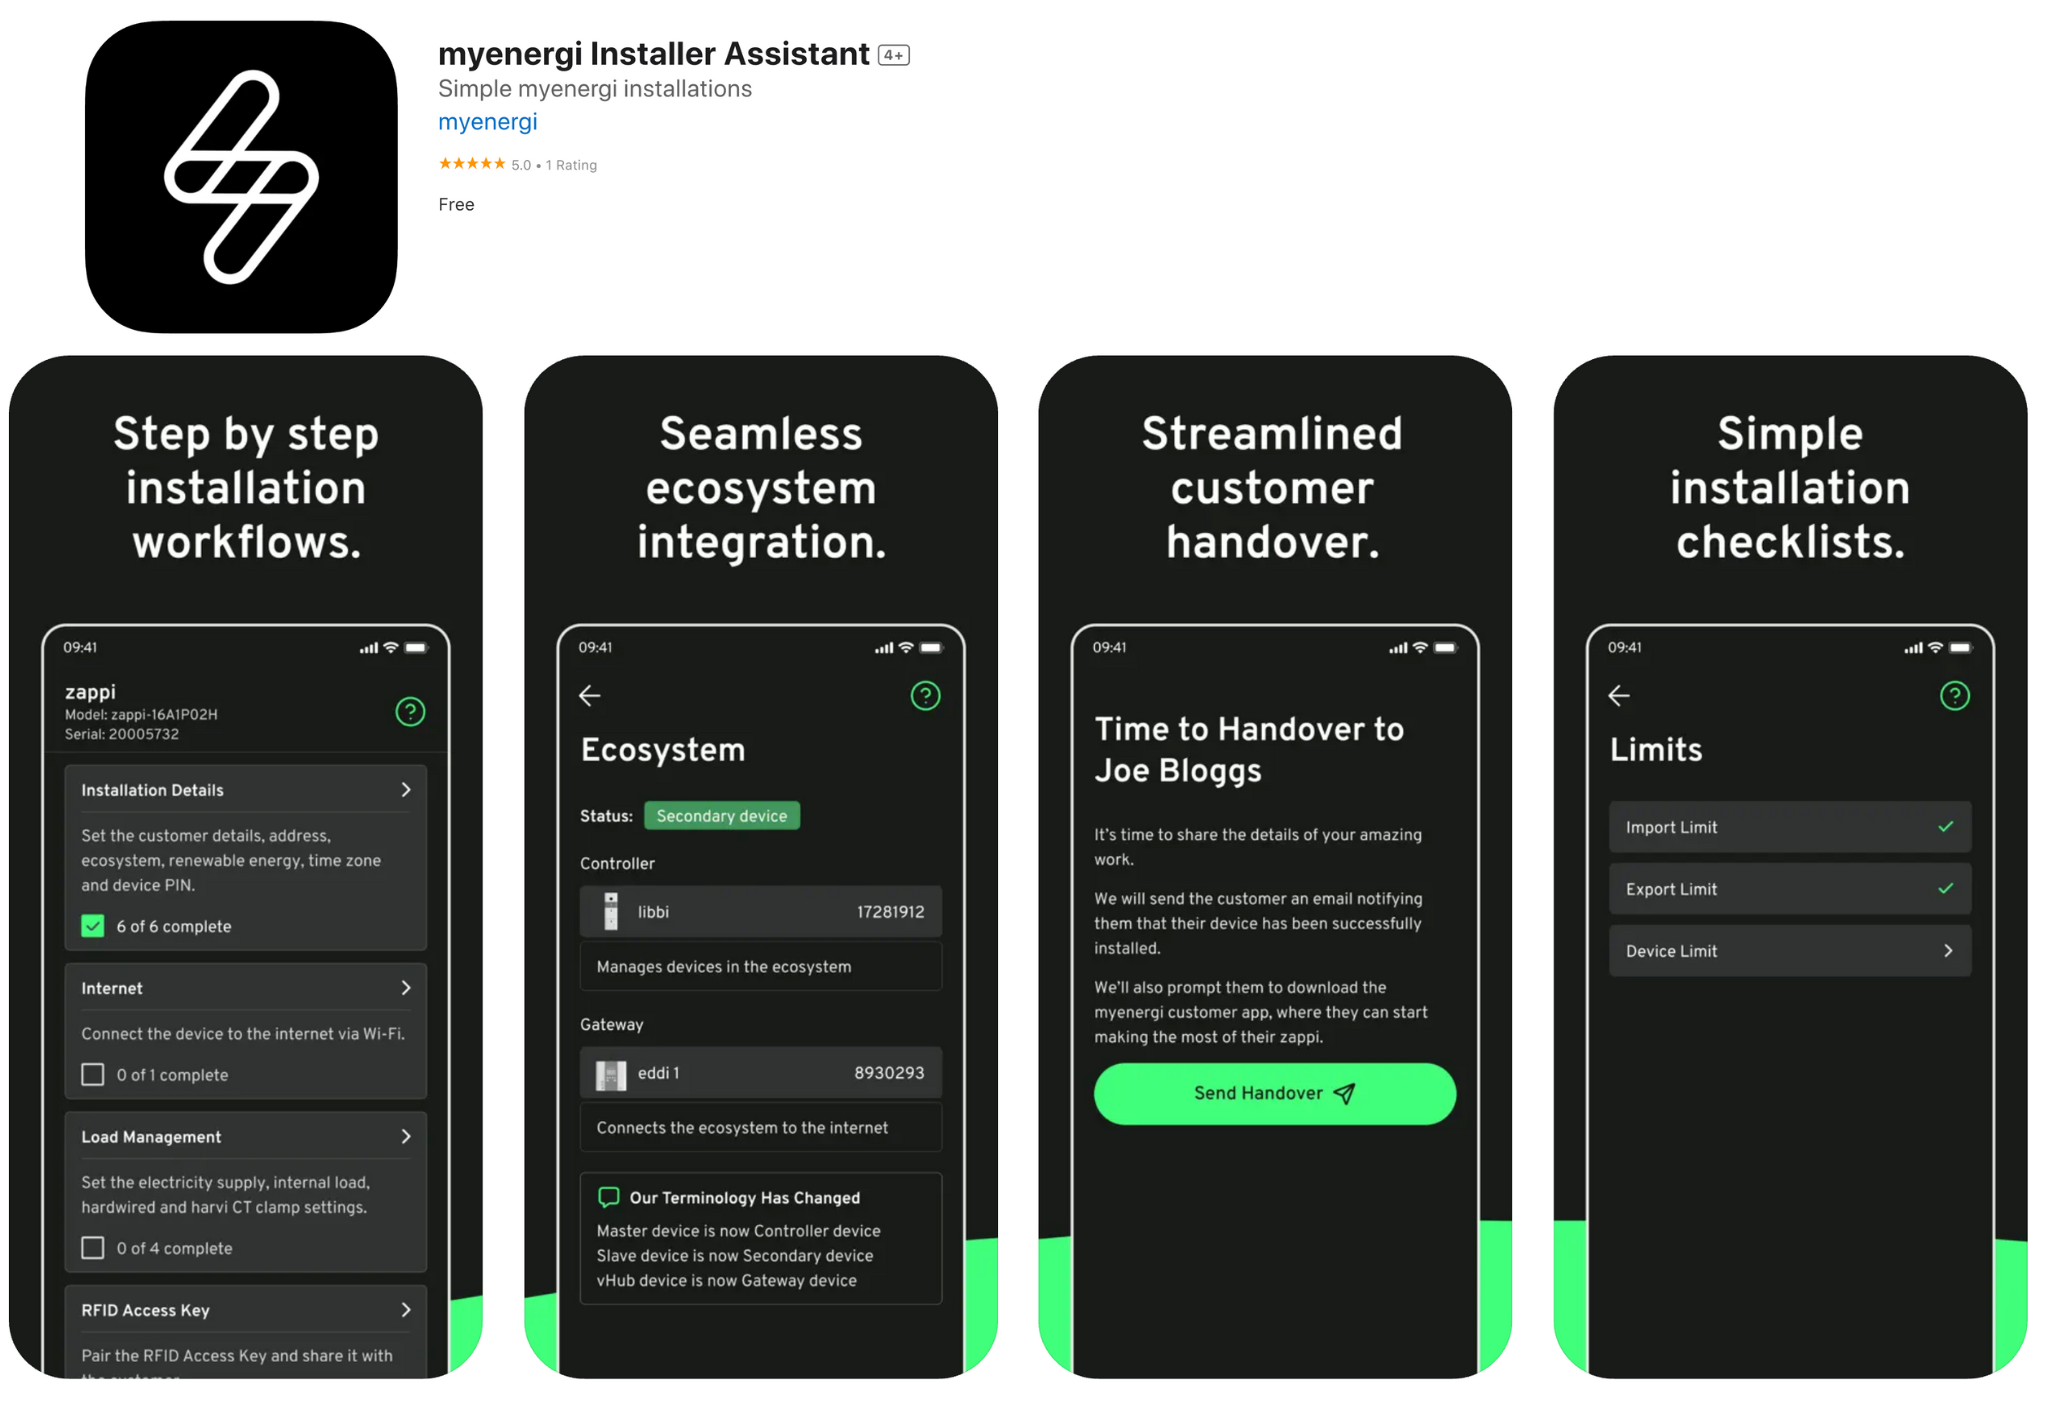 myenergi Installer Assistant 4+
Simple myenergi installations
myenergi
★★★★★ 5.0 • 1 Rating
Free
Step by step
installation
workflows.
09:41
zappi
Model: zappi-16A1P02H
Serial: 20005732
Installation Details
Set the customer details, address,
ecosystem, renewable energy, time zone
and device PIN.
6 of 6 complete
Internet
Connect the device to the internet via Wi-Fi.
0 of 1 complete
Load Management
Set the electricity supply, internal load,
hardwired and harvi CT clamp settings.
0 of 4 complete
RFID Access Key
Pair the RFID Access Key and share it with
Seamless
ecosystem
integration.
09:41
Ecosystem
Status: Secondary device
Controller
libbi 17281912
Manages devices in the ecosystem
Gateway
eddi 1 8930293
Connects the ecosystem to the internet
Our Terminology Has Changed
Master device is now Controller device
Slave device is now Secondary device
vHub device is now Gateway device
Streamlined
customer
handover.
09:41
Time to Handover to
Joe Bloggs
It's time to share the details of your amazing
work.
We will send the customer an email notifying
them that their device has been successfully
installed.
We'll also prompt them to download the
myenergi customer app, where they can start
making the most of their zappi.
Send Handover
Simple
installation
checklists.
09:41
Limits
Import Limit
Export Limit
Device Limit